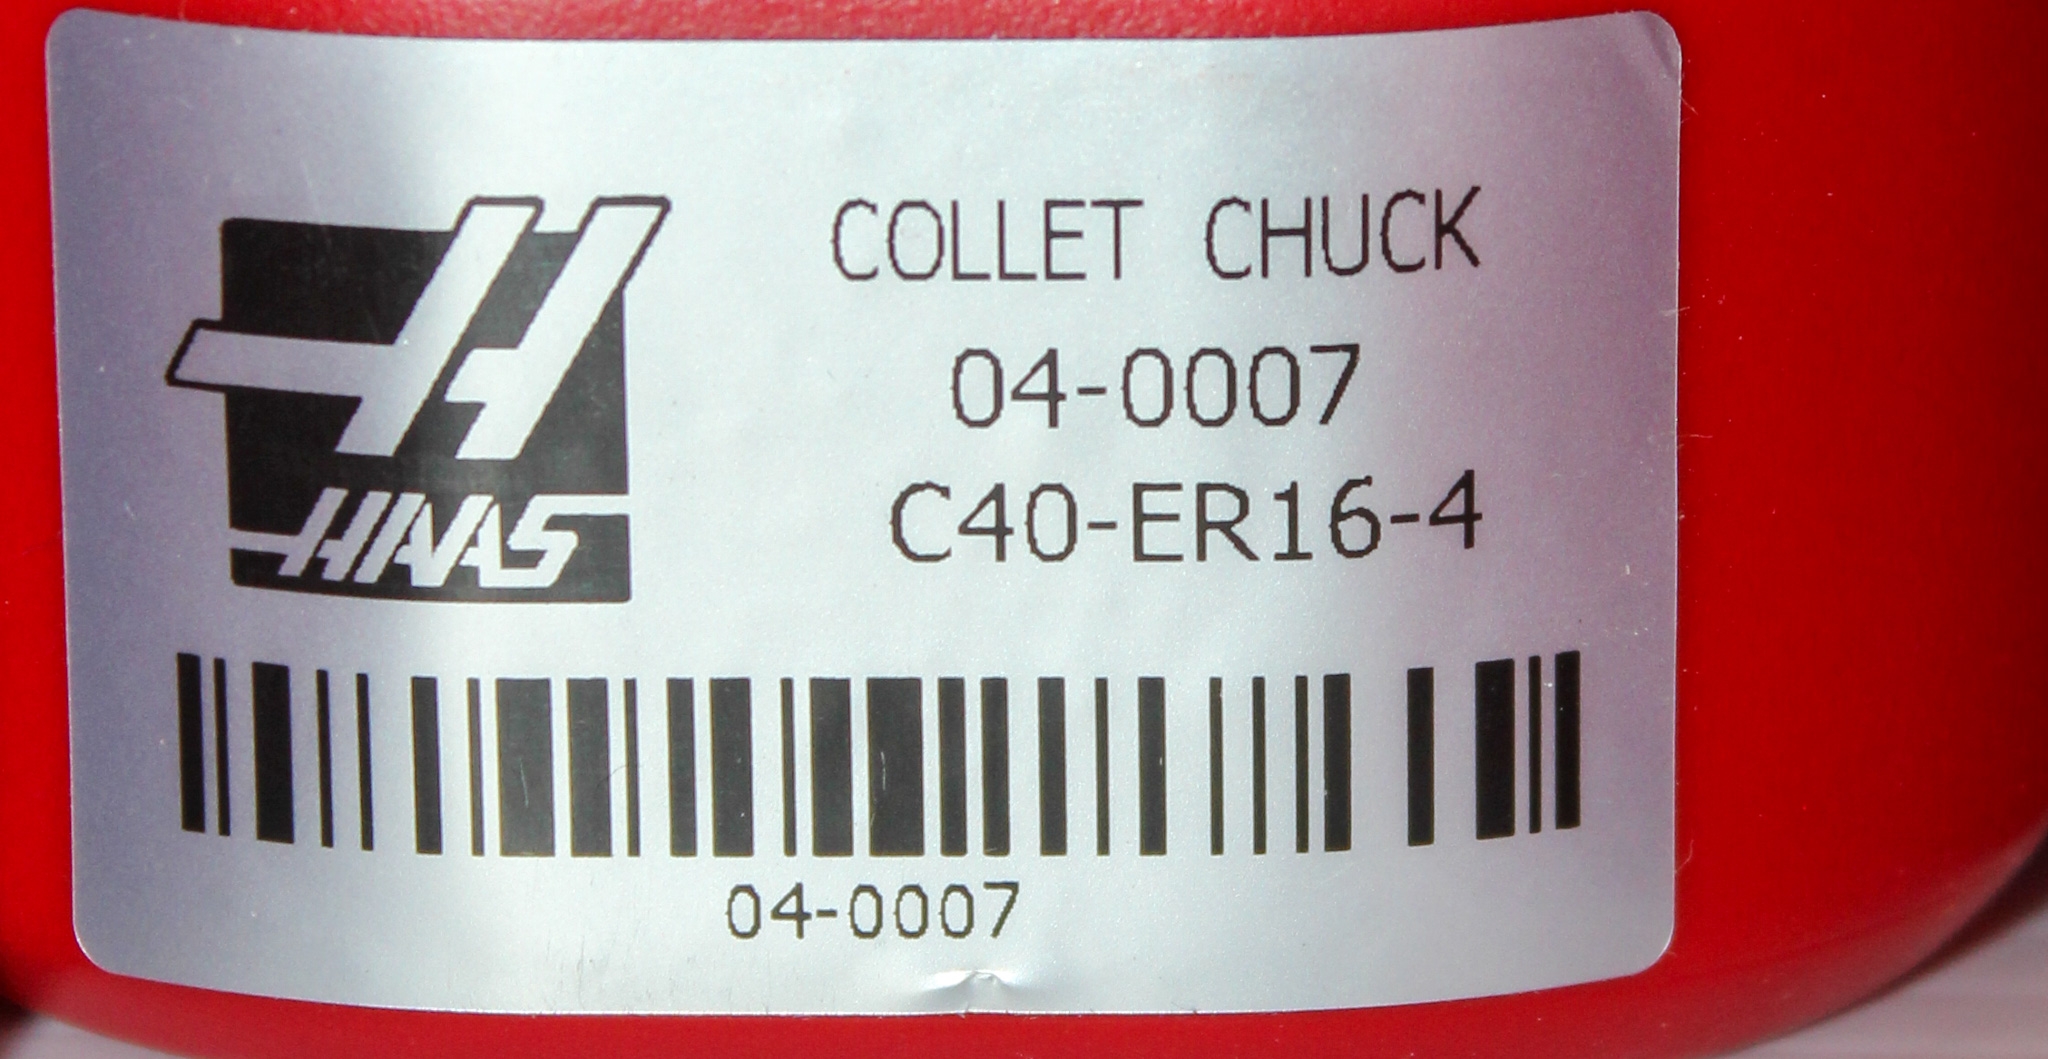 COLLET CHUCK
04-0007
C40-ER16-4
HAAS
04-0007